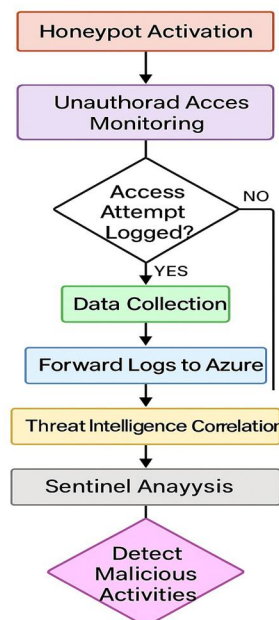 Honeypot Activation
Unauthorad Acces
Monitoring
Access
Attempt
Logged?
NO
YES
Data Collection
Forward Logs to Azure
Threat Intelligence Correlation
Sentinel Anayysis
Detect
Malicious
Activities